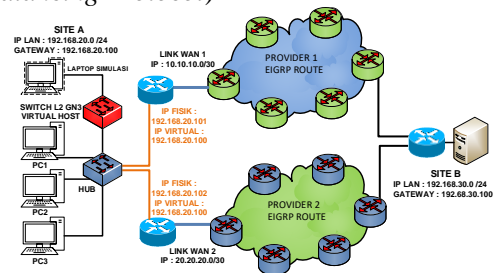 SITE A
IP LAN : 192.168.20.0 /24
GATEWAY : 192.168.20.100
LAPTOP SIMULASI
SWITCH L2 GN3
VIRTUAL HOST
PC1
HUB
PC2
PC3
LINK WAN 1
IP : 10.10.10.0/30
IP FISIK :
192.168.20.101
IP VIRTUAL :
192.168.20.100
PROVIDER 1
EIGRP ROUTE
IP FISIK :
192.168.20.102
IP VIRTUAL :
192.168.20.100
LINK WAN 2
IP : 20.20.20.0/30
PROVIDER 2
EIGRP ROUTE
SITE B
IP LAN : 192.168.30.0 /24
GATEWAY : 192.68.30.100